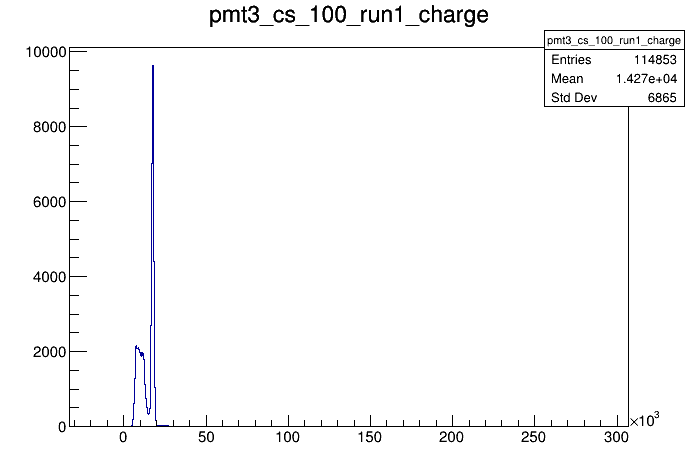 pmt3_cs_100_run1_charge
pmt3_cs_100_run1_charge
Entries 114853
Mean 1.427e+04
Std Dev 6865
10000
8000
6000
4000
2000
0
0 50 100 150 200 250 300
×10³